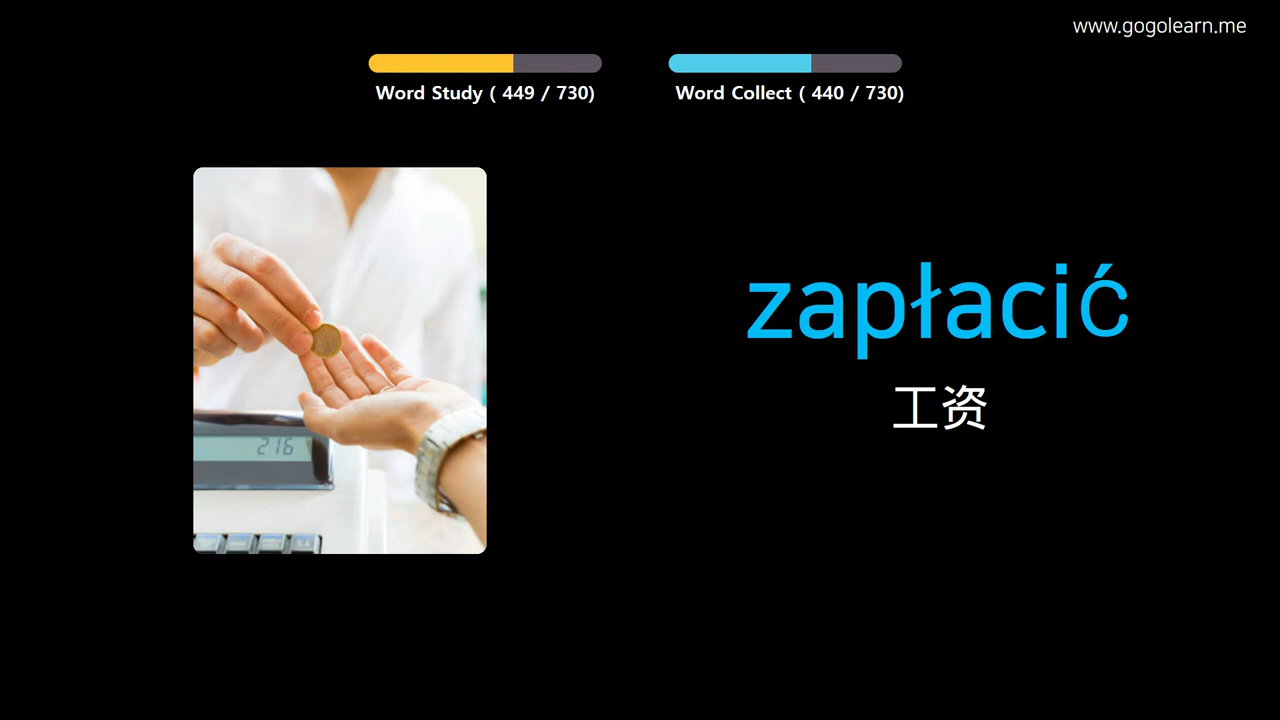 www.gogolearn.me
Word Study ( 449 / 730)
Word Collect ( 440 / 730)
zapłacić
工资
216